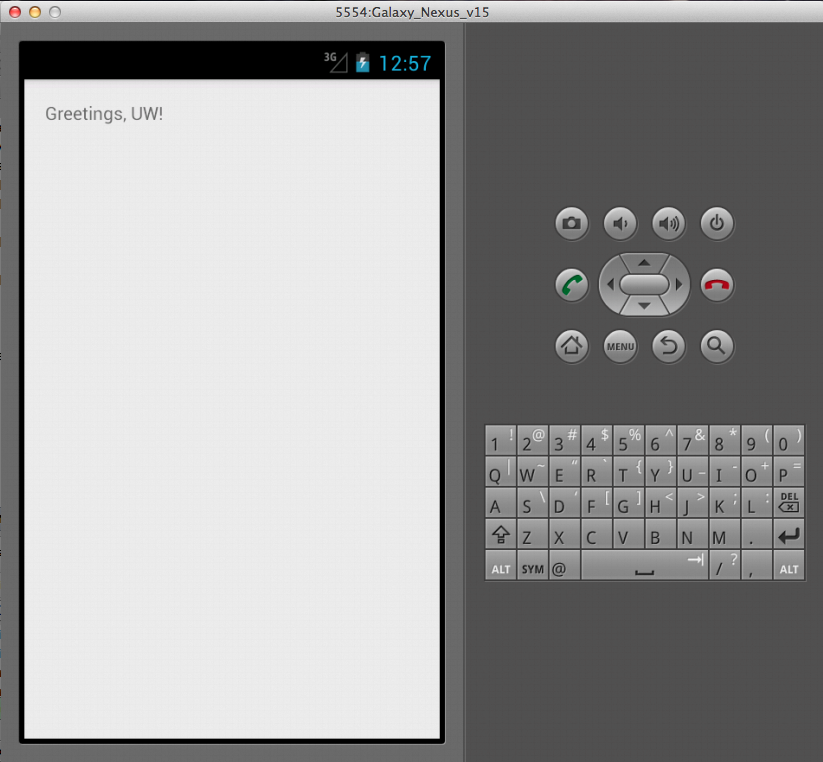 5554:Galaxy_Nexus_v15
3G 12:57
Greetings, UW!
MENU
1 ! 2 @ 3 # 4 $ 5 % 6 ^ 7 & 8 * 9 ( 0 )
Q | W ~ E “ R ` T { Y } U _ I - O + P =
A S \ D ‘ F [ G ] H < J > K ; L : DEL
Z X C V B N M .
ALT SYM @ / ? , ALT